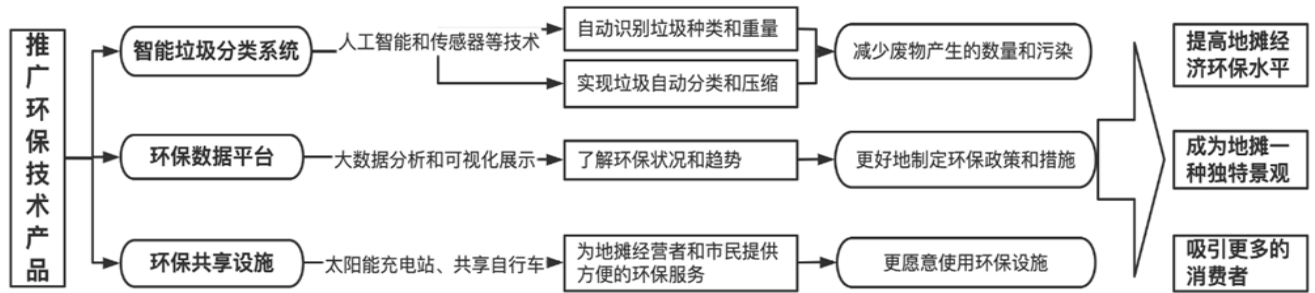 推广环保技术产品
智能垃圾分类系统
人工智能和传感器等技术
自动识别垃圾种类和重量
实现垃圾自动分类和压缩
减少废物产生的数量和污染
环保数据平台
大数据分析和可视化展示
了解环保状况和趋势
更好地制定环保政策和措施
环保共享设施
太阳能充电站、共享自行车
为地摊经营者和市民提供
方便的环保服务
更愿意使用环保设施
提高地摊经
济环保水平
成为地摊一
种独特景观
吸引更多的
消费者